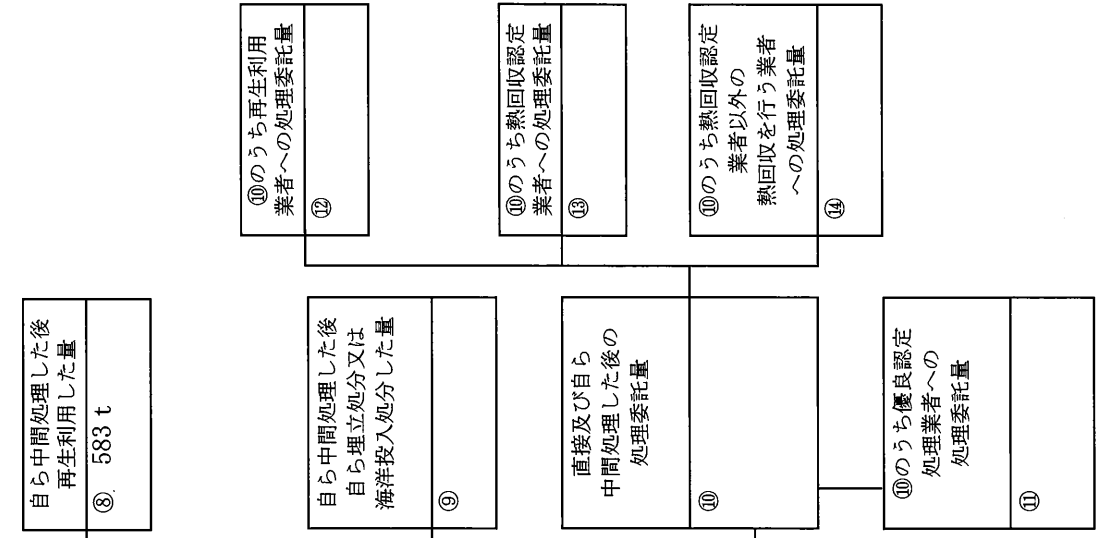 自ら中間処理した後
再生利用した量
⑧. 583 t
自ら中間処理した後
自ら埋立処分又は
海洋投入処分した量
⑨
直接及び自ら
中間処理した後の
処理委託量
⑩
⑩のうち優良認定
処理業者への
処理委託量
⑪
⑩のうち再生利用
業者への処理委託量
⑫
⑩のうち熱回収認定
業者への処理委託量
⑬
⑩のうち熱回収認定
業者以外の
熱回収を行う業者
への処理委託量
⑭